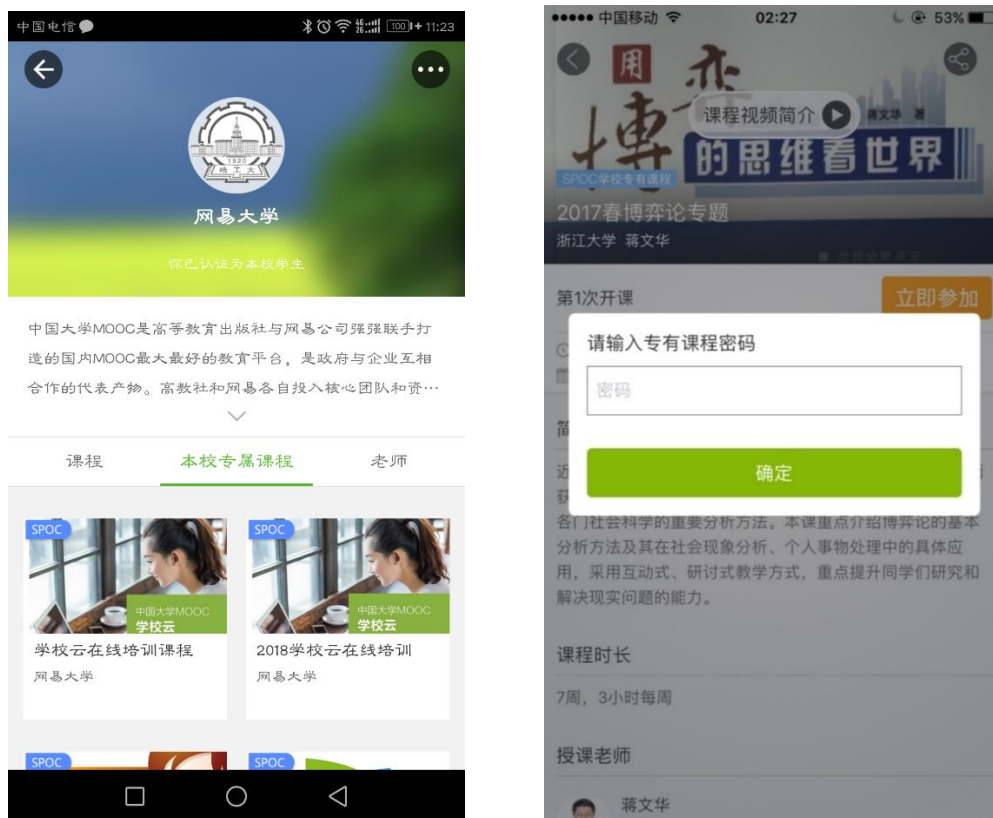 中国电信
46 26
100
11:23
1920
哈工大
网易大学
你已认证为本校学生
中国大学MOOC是高等教育出版社与网易公司强强联手打
造的国内MOOC最大最好的教育平台，是政府与企业互相
合作的代表产物。高教社和网易各自投入核心团队和资…
课程 本校专属课程 老师
SPOC
中国大学MOOC
学校云
学校云在线培训课程
网易大学
SPOC
中国大学MOOC
学校云
2018学校云在线培训
网易大学
SPOC
SPOC
中国移动
02:27
53%
用
博弈
的思维看世界
蒋文华 著
课程视频简介
SPOC学校专有课程
2017春博弈论专题
浙江大学 蒋文华
第1次开课
立即参加
请输入专有课程密码
密码
确定
简
近
获
各门社会科学的重要分析方法。本课重点介绍博弈论的基本
分析方法及其在社会现象分析、个人事物处理中的具体应
用，采用互动式、研讨式教学方式，重点提升同学们研究和
解决现实问题的能力。
课程时长
7周，3小时每周
授课老师
蒋文华